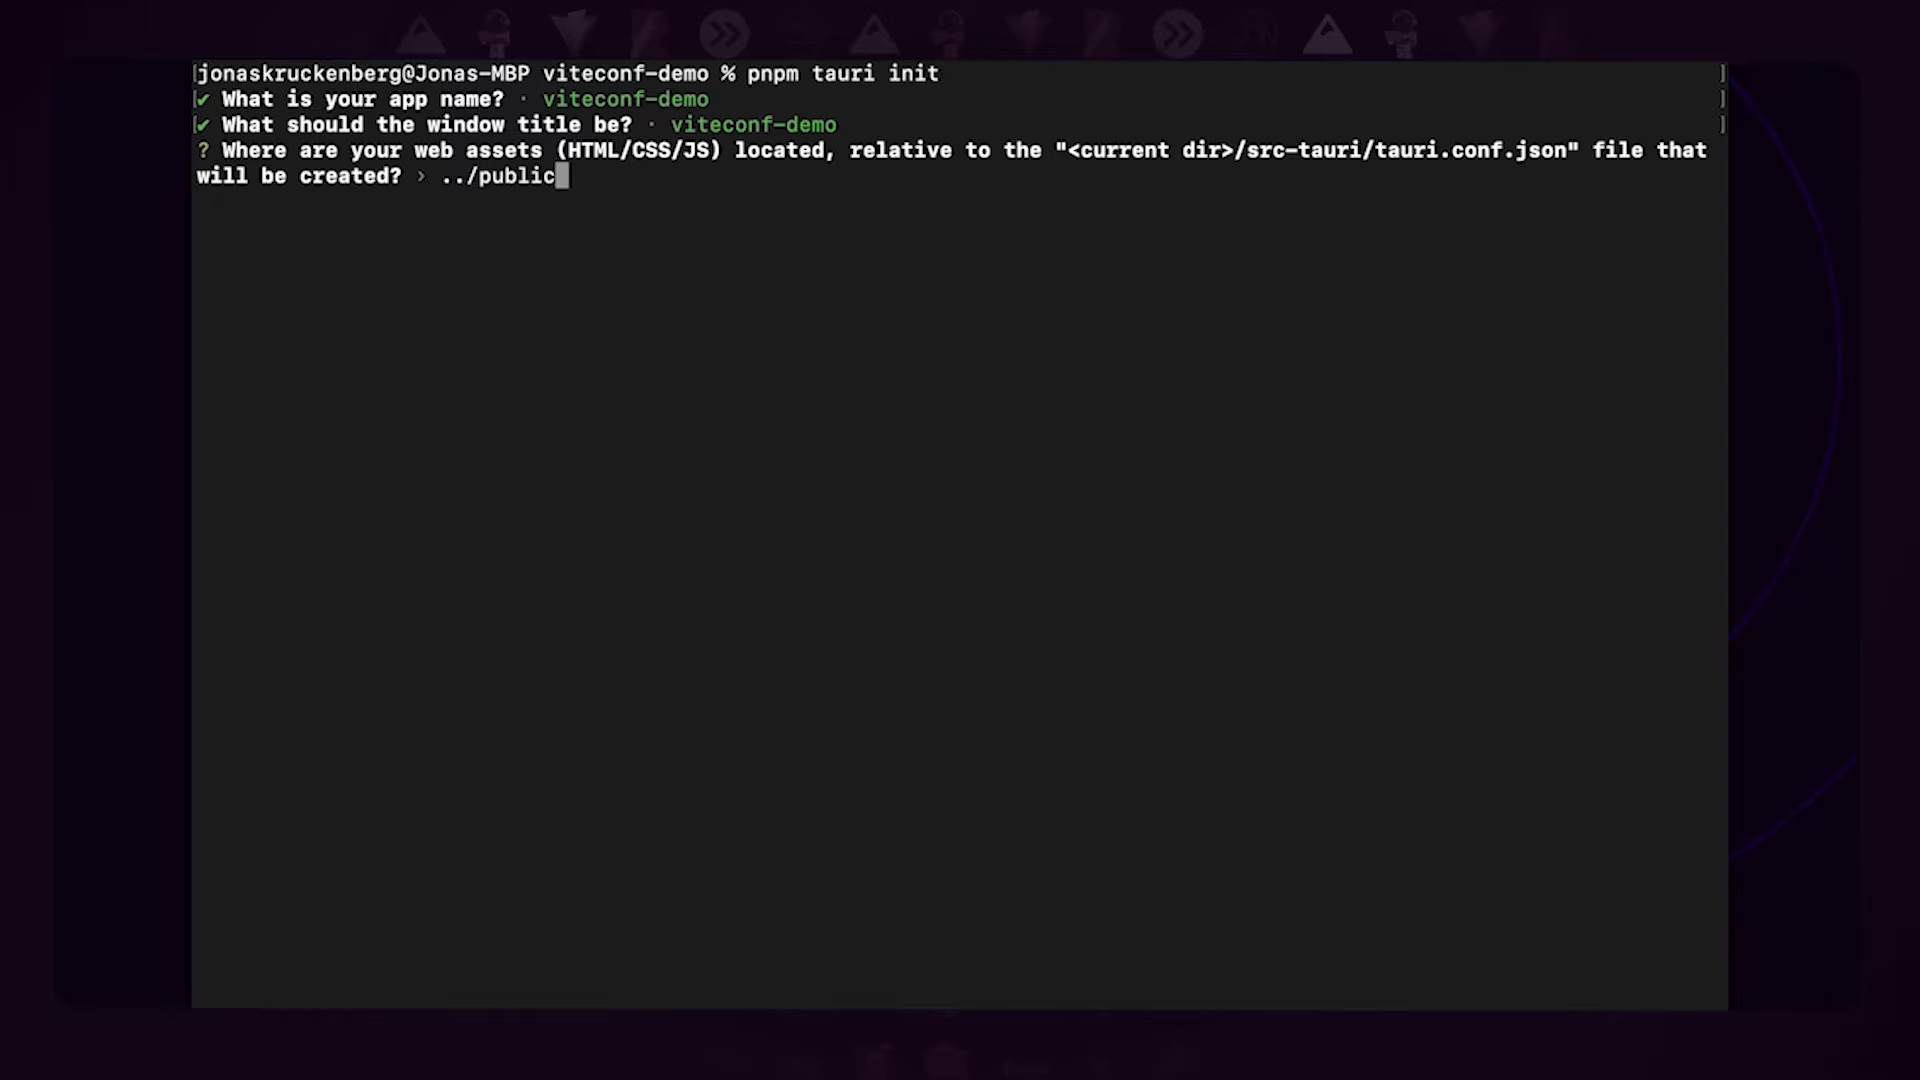 jonaskruckenberg@Jonas-MBP viteconf-demo % pnpm tauri init
✔ What is your app name? · viteconf-demo
✔ What should the window title be? · viteconf-demo
? Where are your web assets (HTML/CSS/JS) located, relative to the "<current dir>/src-tauri/tauri.conf.json" file that
will be created? › ../public